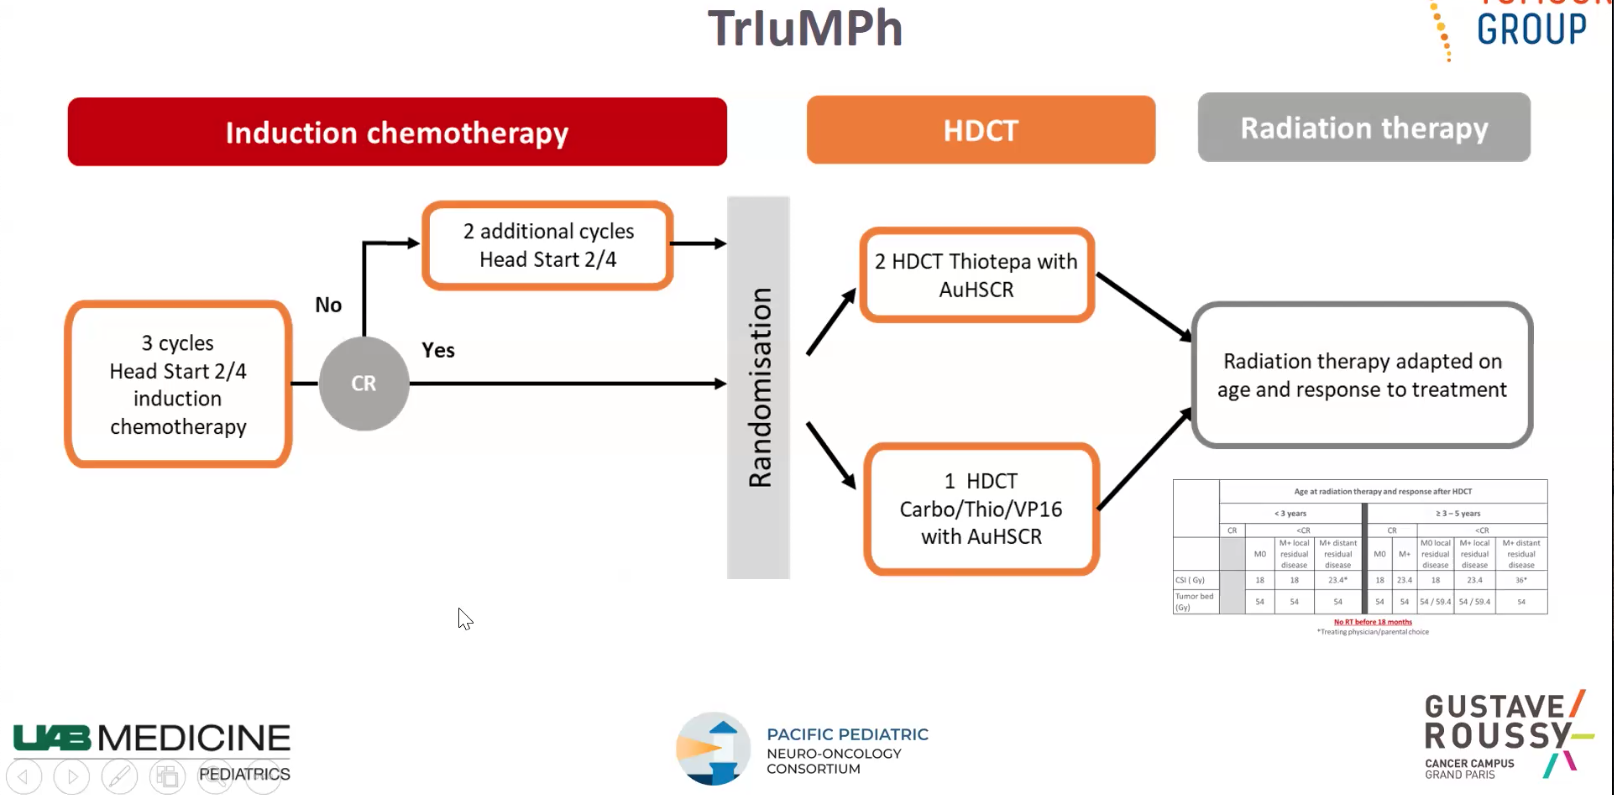 TrIuMPh
GROUP
Induction chemotherapy
HDCT
Radiation therapy
2 additional cycles
Head Start 2/4
No
3 cycles
Head Start 2/4
induction
chemotherapy
CR
Yes
Randomisation
2 HDCT Thiotepa with
AuHSCR
1 HDCT
Carbo/Thio/VP16
with AuHSCR
Radiation therapy adapted on
age and response to treatment
Age at radiation therapy and response after HDCT
< 3 years ≥ 3 – 5 years
CR <CR CR <CR
M0 M+ local residual disease M+ distant residual disease M0 M+ M0 local residual disease M+ local residual disease M+ distant residual disease
CSI ( Gy) 18 18 23.4* 18 23.4 18 23.4 36*
Tumor bed (Gy) 54 54 54 54 54 54 / 59.4 54 / 59.4 54
No RT before 18 months
*Treating physician/parental choice
UAB MEDICINE
PEDIATRICS
PACIFIC PEDIATRIC
NEURO-ONCOLOGY
CONSORTIUM
GUSTAVE
ROUSSY
CANCER CAMPUS
GRAND PARIS